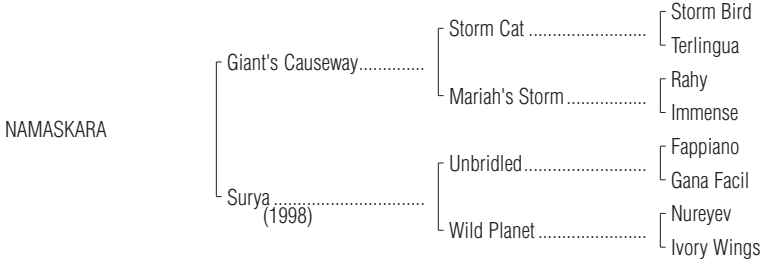 Storm Bird
Storm Cat ........................
Terlingua
Giant's Causeway..............
Rahy
Mariah's Storm .................
Immense
NAMASKARA
Fappiano
Unbridled.........................
Gana Facil
Surya ...............................
(1998)
Nureyev
Wild Planet ......................
Ivory Wings